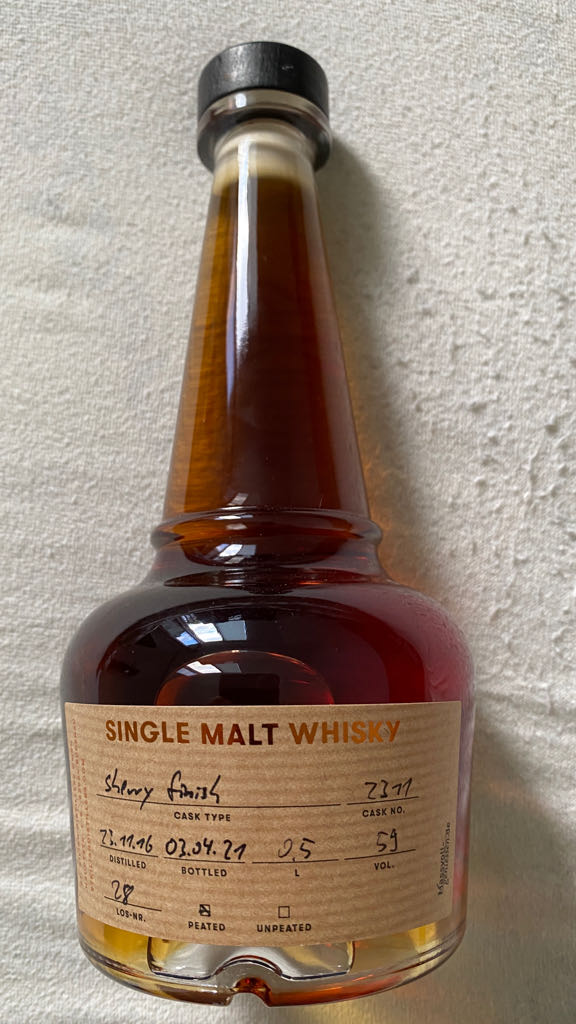 SINGLE MALT WHISKY
Sherry finish 2311
CASK TYPE CASK NO.
23.11.16 03.04.21 0,5 59
DISTILLED BOTTLED L VOL.
28
LOS-NR. PEATED UNPEATED